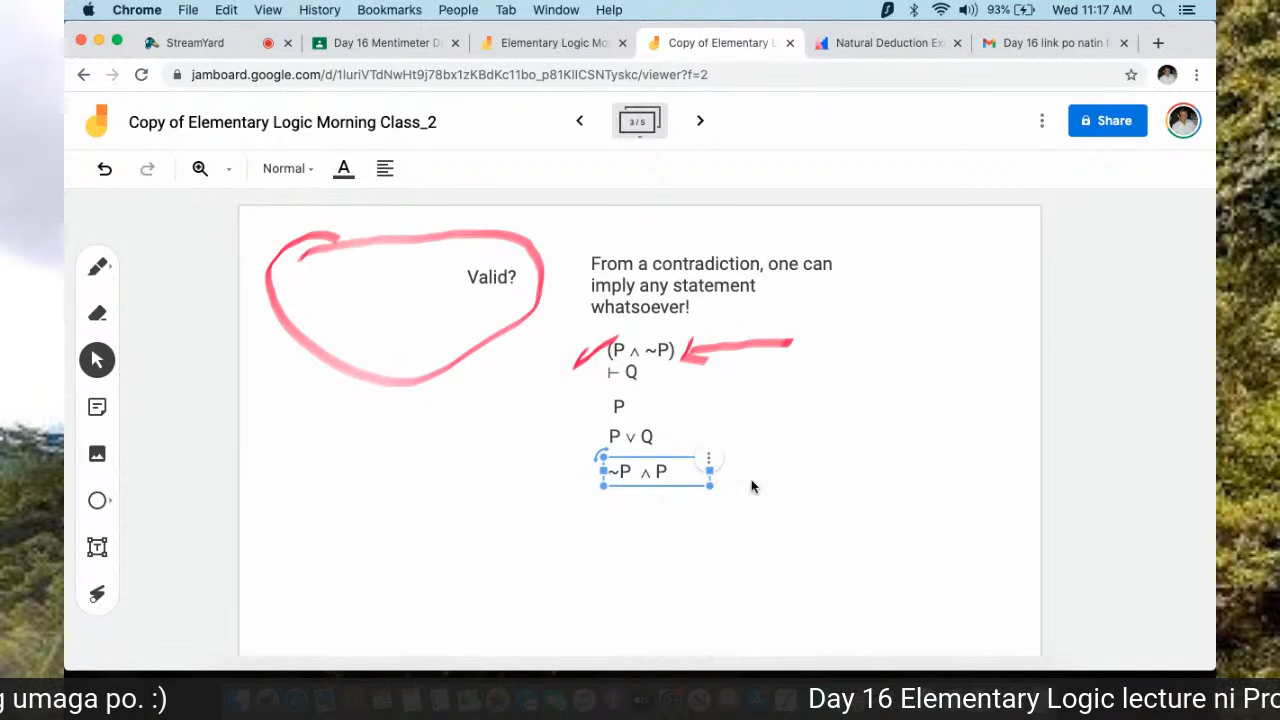 Chrome File Edit View History Bookmarks People Tab Window Help 93% Wed 11:17 AM
StreamYard Day 16 Mentimeter D Elementary Logic Mo Copy of Elementary L Natural Deduction Ex Day 16 link po natin
jamboard.google.com/d/1luriVTdNwHt9j78bx1zKBdKc11bo_p81KlICSNTyskc/viewer?f=2
Copy of Elementary Logic Morning Class_2
3 / 5
Share
Normal
A
Valid?
From a contradiction, one can
imply any statement
whatsoever!
(P ∧ ~P)
⊢ Q
P
P ∨ Q
~P ∧ P
umaga po. :) Day 16 Elementary Logic lecture ni